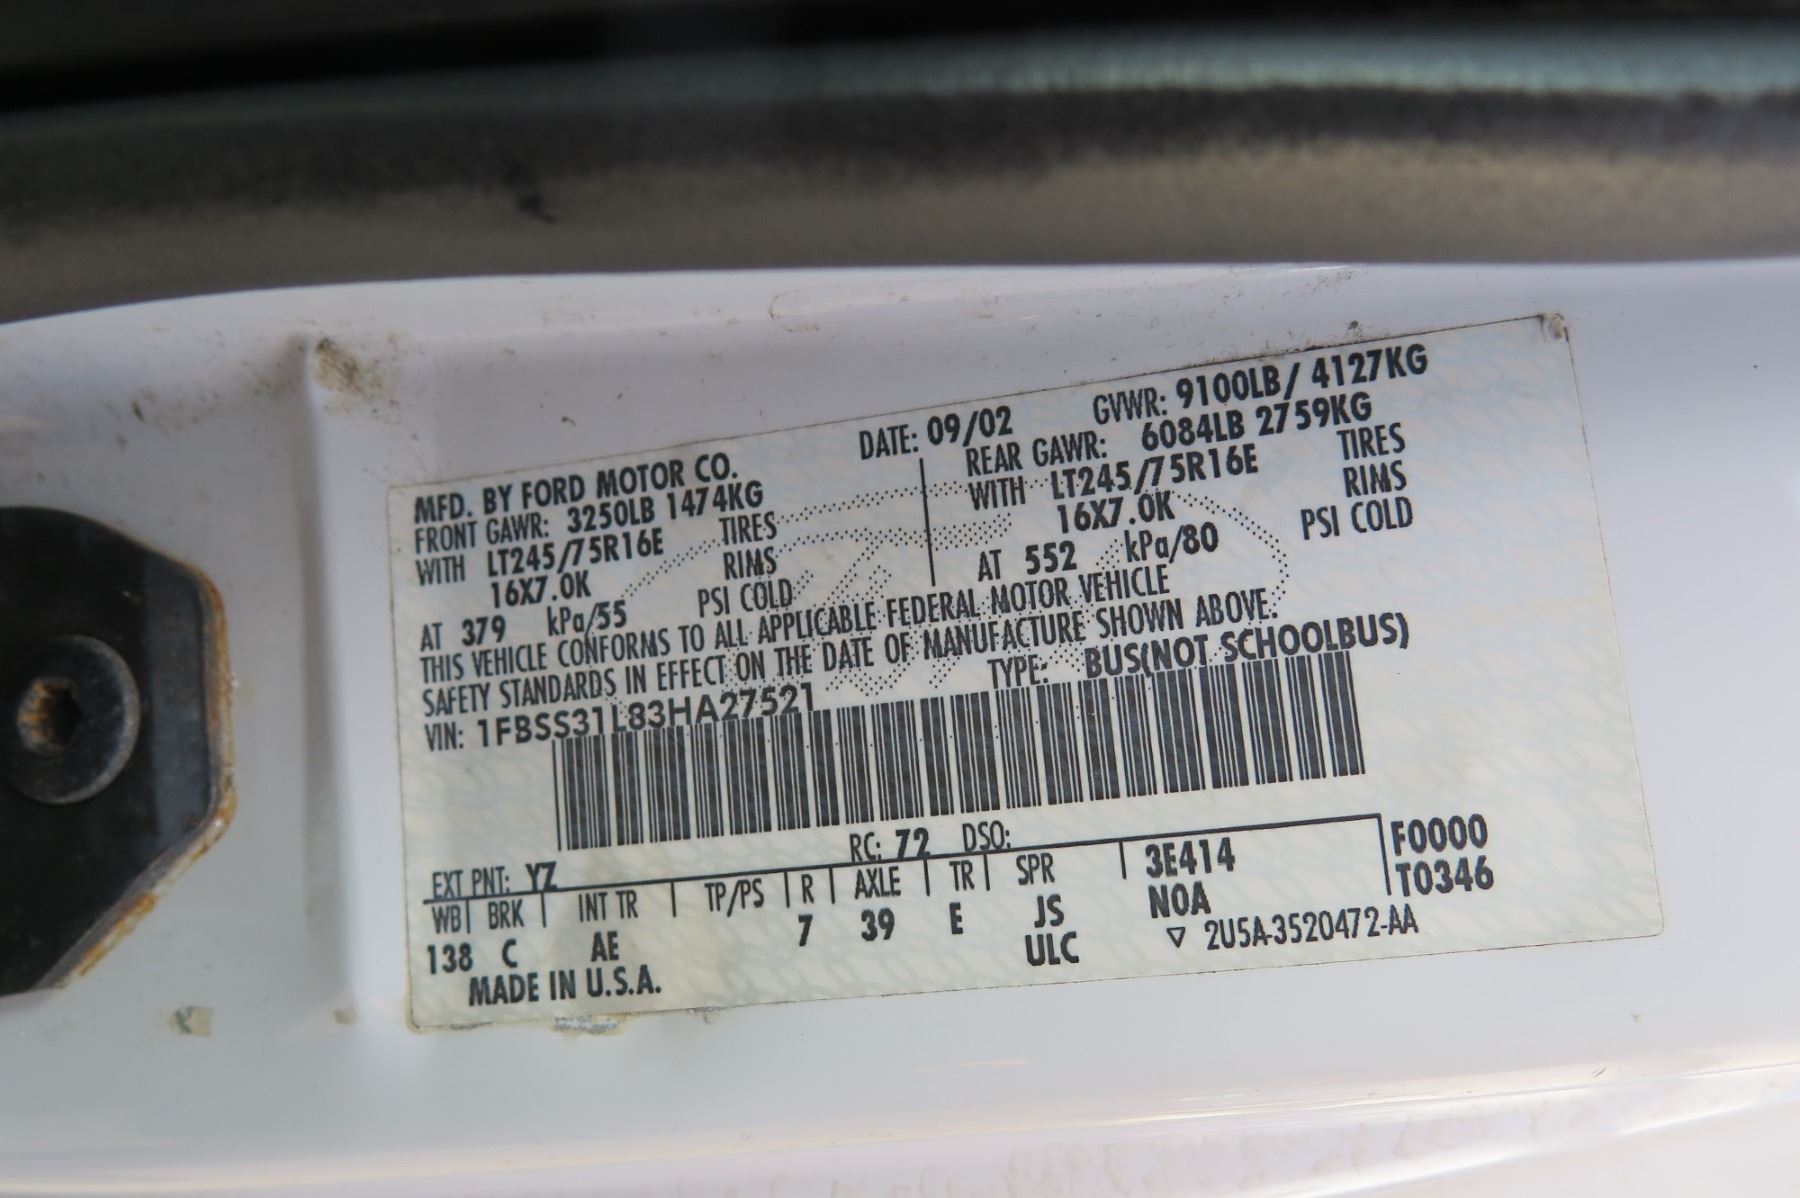 MFD. BY FORD MOTOR CO.
DATE: 09/02
GVWR: 9100LB/ 4127KG
FRONT GAWR: 3250LB 1474KG
WITH LT245/75R16E TIRES
16X7.0K RIMS
AT 379 kPa/55 PSI COLD
REAR GAWR: 6084LB 2759KG
WITH LT245/75R16E TIRES
16X7.0K RIMS
AT 552 kPa/80 PSI COLD
THIS VEHICLE CONFORMS TO ALL APPLICABLE FEDERAL MOTOR VEHICLE
SAFETY STANDARDS IN EFFECT ON THE DATE OF MANUFACTURE SHOWN ABOVE.
VIN: 1FBSS31L83HA27521
TYPE: BUS(NOT SCHOOLBUS)
EXT PNT: YZ RC: 72 DSO:
WB BRK INT TR TP/PS R AXLE TR SPR 3E414 F0000
138 C AE 7 39 E JS NOA T0346
ULC ▽ 2U5A-3520472-AA
MADE IN U.S.A.